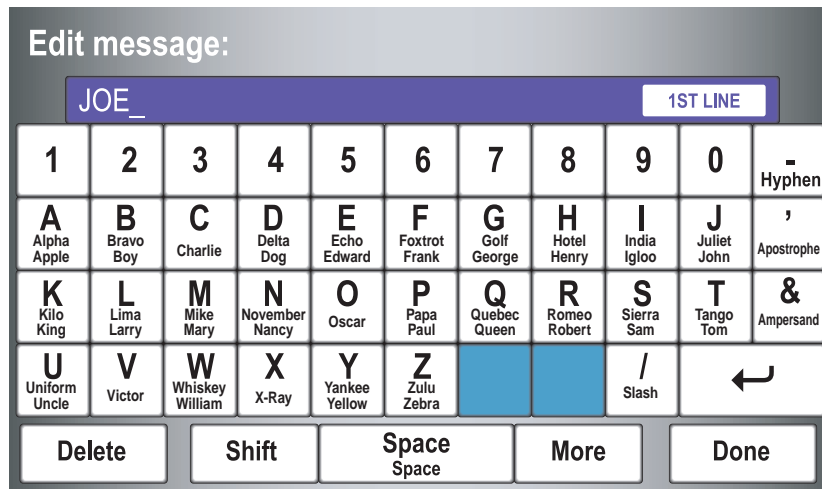 Edit message:
JOE_ 1ST LINE
1 2 3 4 5 6 7 8 9 0 -
Hyphen
A B C D E F G H I J ’
Alpha Bravo Charlie Delta Echo Foxtrot Golf Hotel India Juliet Apostrophe
Apple Boy Dog Edward Frank George Henry Igloo John
K L M N O P Q R S T &
Kilo Lima Mike November Oscar Papa Quebec Romeo Sierra Tango Ampersand
King Larry Mary Nancy Paul Queen Robert Sam Tom
U V W X Y Z /
Uniform Victor Whiskey X-Ray Yankee Zulu Slash
Uncle William Yellow Zebra
Delete Shift Space More Done
Space